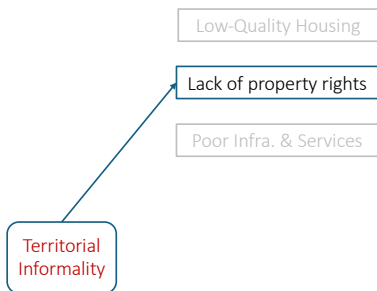 Low-Quality Housing
Lack of property rights
Poor Infra. & Services
Territorial
Informality